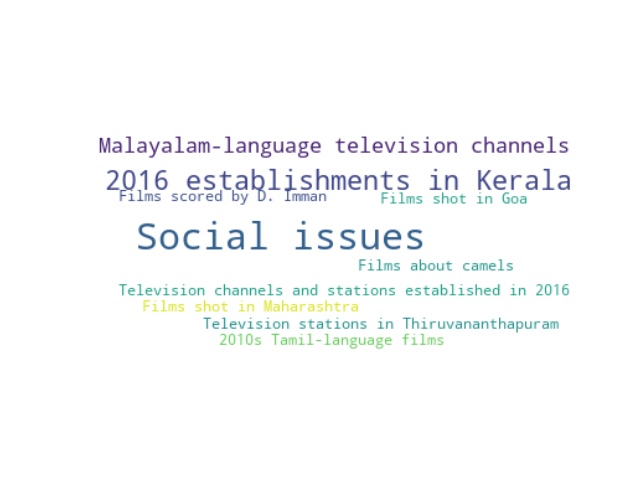 Malayalam-language television channels
2016 establishments in Kerala
Films scored by D. Imman
Films shot in Goa
Social issues
Films about camels
Television channels and stations established in 2016
Films shot in Maharashtra
Television stations in Thiruvananthapuram
2010s Tamil-language films